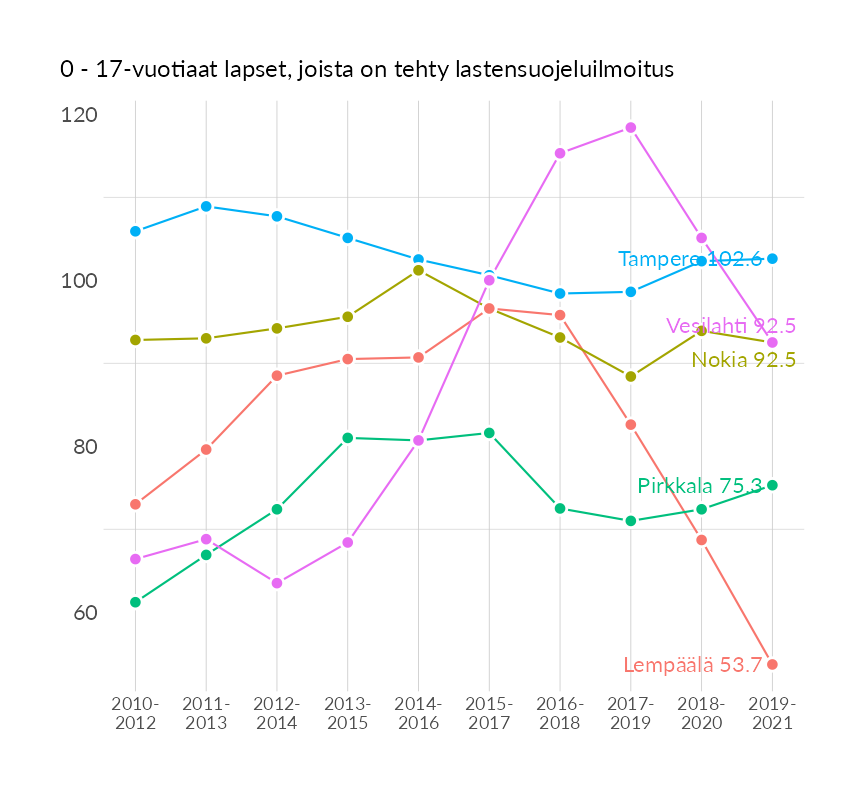 0 - 17-vuotiaat lapset, joista on tehty lastensuojeluilmoitus
120
100
80
60
Tampere 102.6
Vesilahti 92.5
Nokia 92.5
Pirkkala 75.3
Lempäälä 53.7
2010- 2011- 2012- 2013- 2014- 2015- 2016- 2017- 2018- 2019-
2012 2013 2014 2015 2016 2017 2018 2019 2020 2021